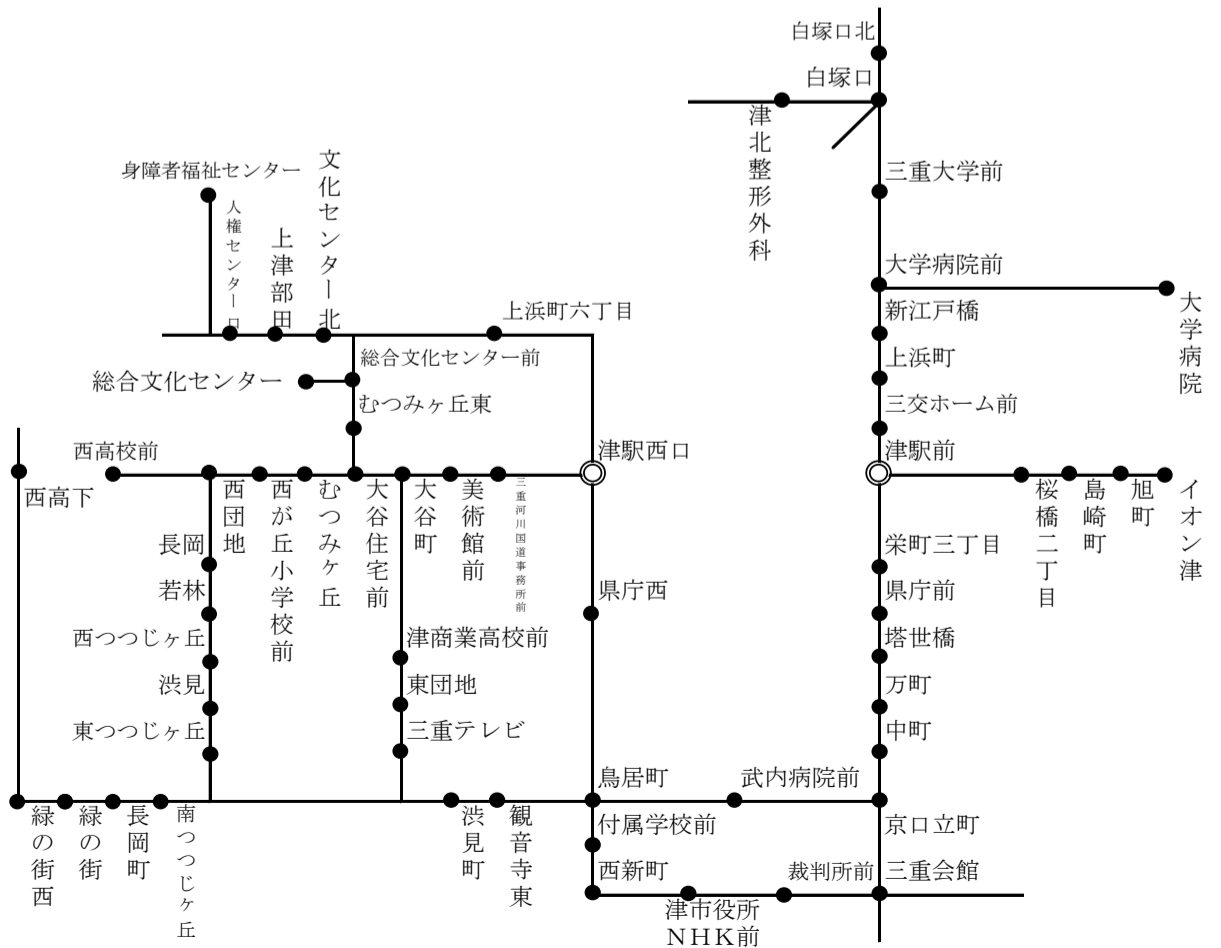 白塚口北
白塚口
津北整形外科
三重大学前
身障者福祉センター
人権センター口
上津部田
文化センター北
大学病院前
大学病院
新江戸橋
上浜町六丁目
上浜町
総合文化センター前
総合文化センター
むつみヶ丘東
三交ホーム前
西高校前
津駅西口
津駅前
西高下
西団地
西が丘小学校前
むつみケ丘
大谷住宅前
大谷町
美術館前
三重河川国道事務所前
桜橋二丁目
島崎町
旭町
イオン津
長岡
若林
西つつじヶ丘
渋見
東つつじヶ丘
県庁西
栄町三丁目
県庁前
塔世橋
万町
中町
津商業高校前
東団地
三重テレビ
鳥居町
武内病院前
緑の街西
緑の街
長岡町
南つつじヶ丘
渋見町
観音寺東
付属学校前
京口立町
西新町
裁判所前
三重会館
津市役所
NHK前